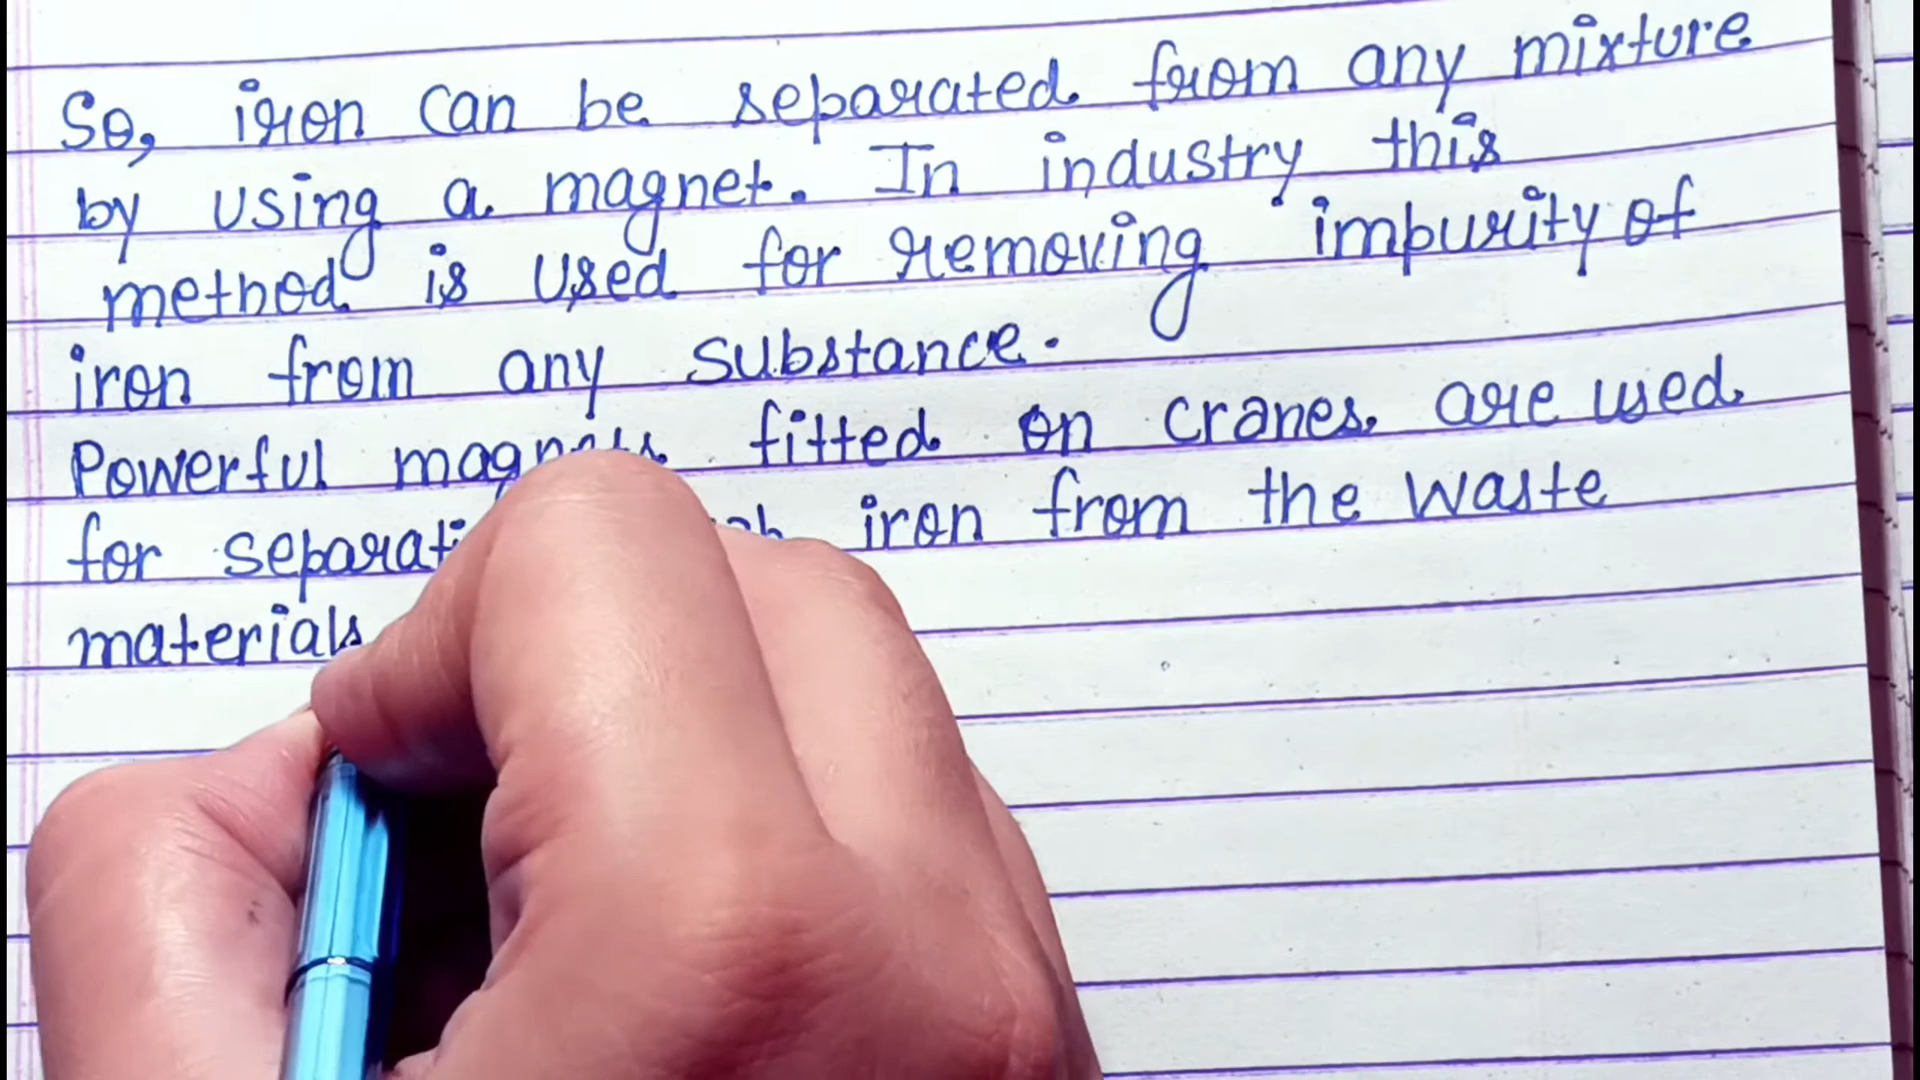 So, iron can be separated from any mixture
by using a magnet. In industry this
method is used for removing impurity of
iron from any substance.
Powerful magnets fitted on cranes are used
for iron from the waste
materials